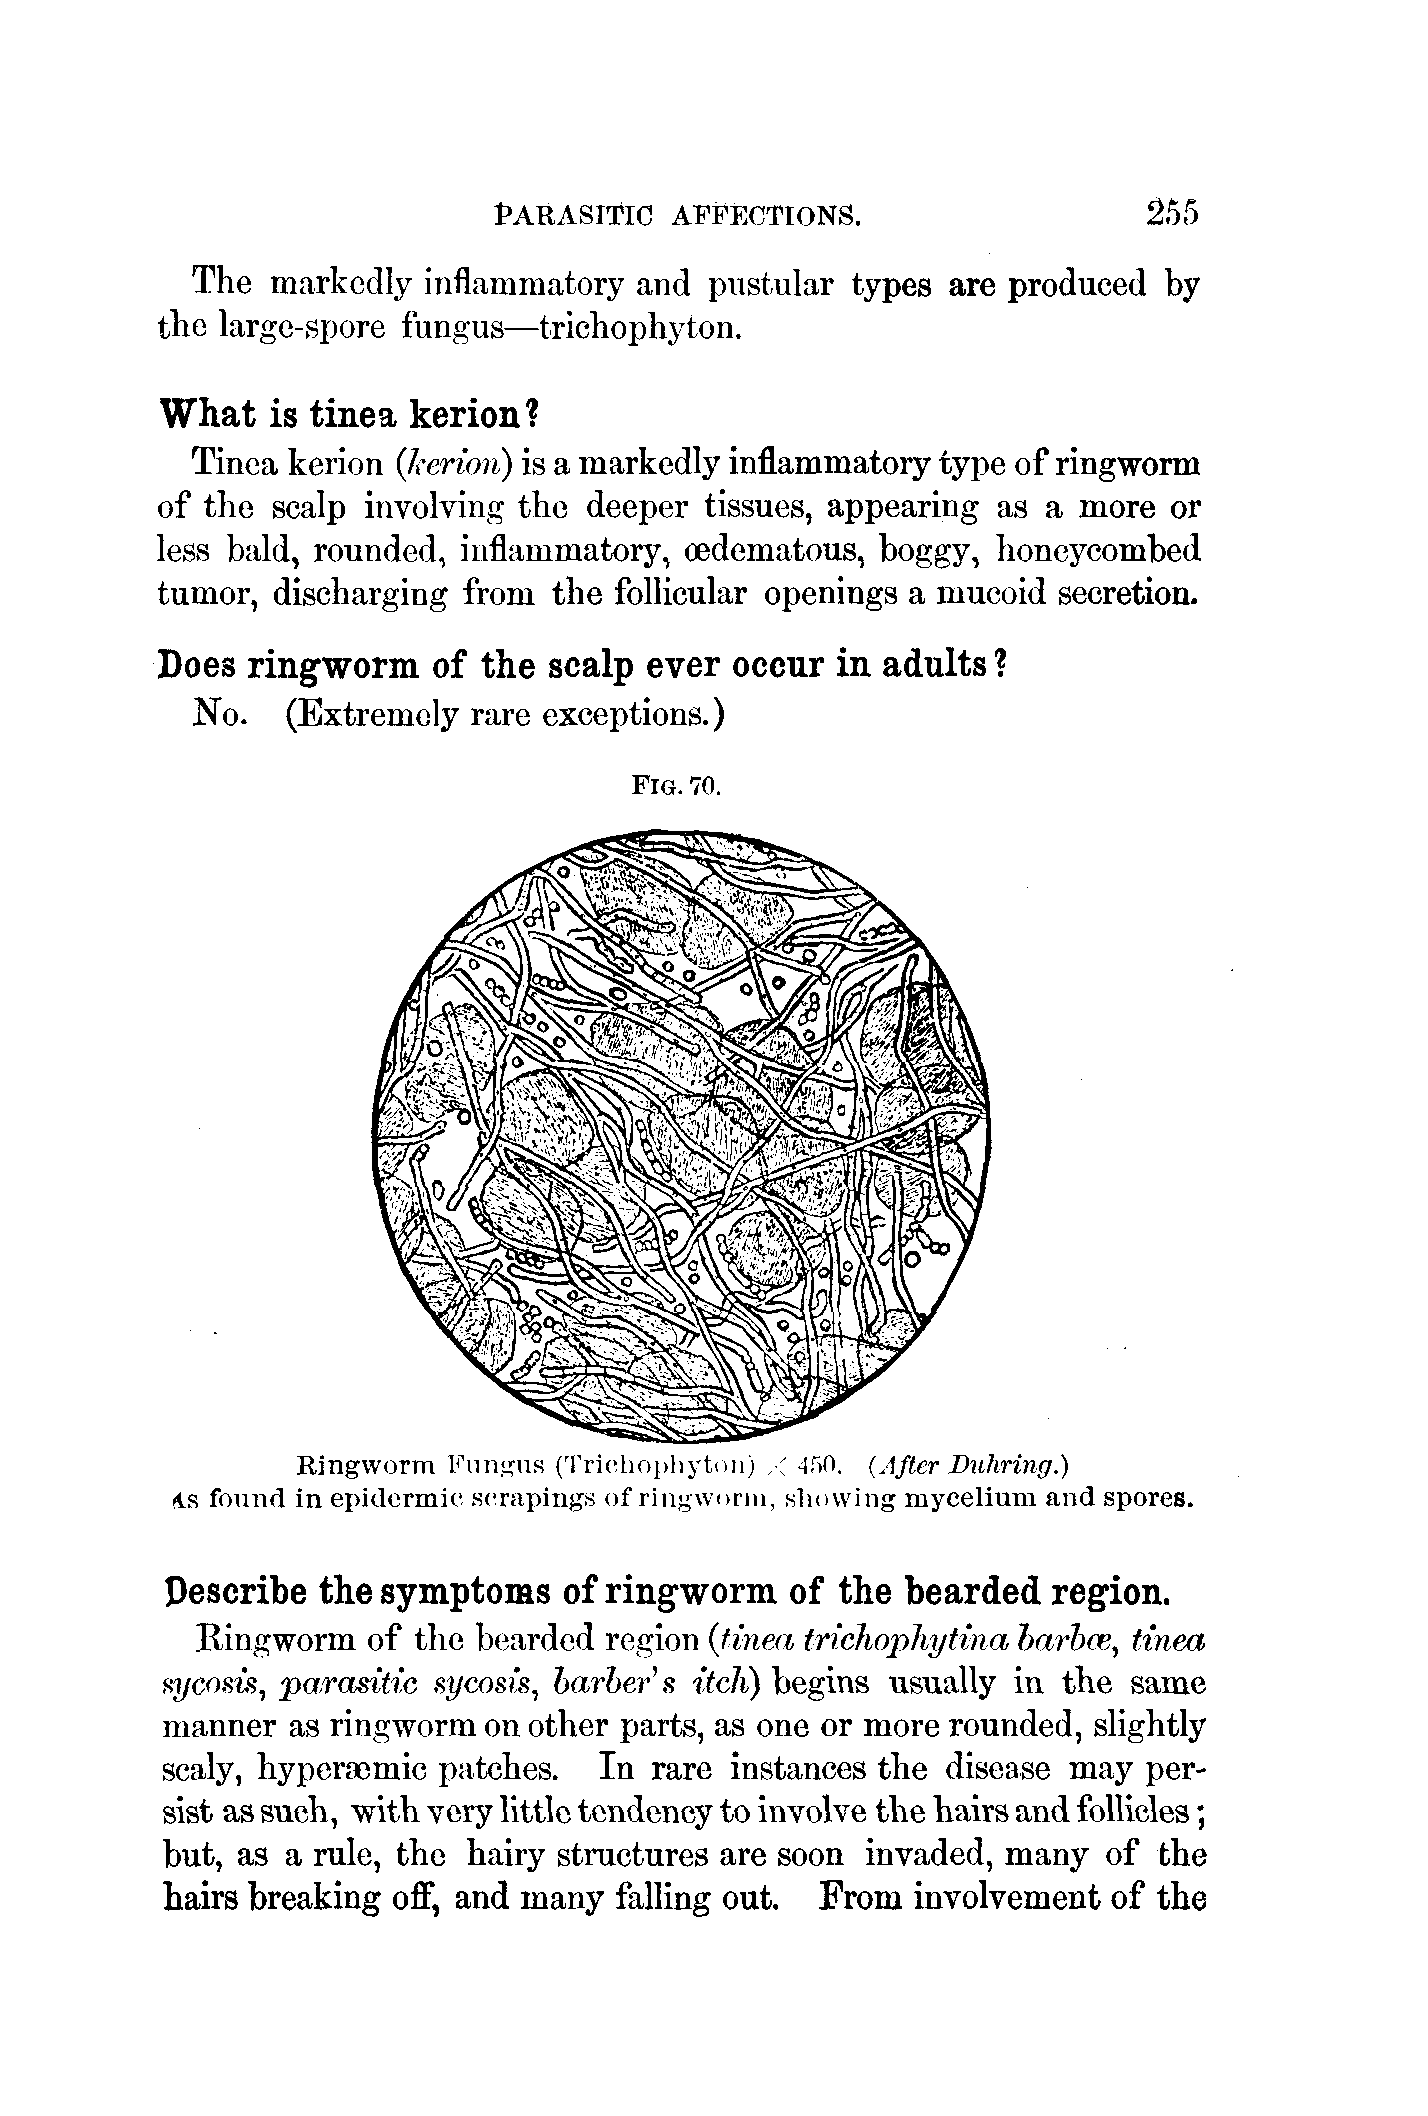 PARASITIC AFFECTIONS. 255
The markedly inflammatory and pustular types are produced by
the large-spore fungus—trichophyton.
What is tinea kerion?
Tinea kerion (kerion) is a markedly inflammatory type of ringworm
of the scalp involving the deeper tissues, appearing as a more or
less bald, rounded, inflammatory, œdematous, boggy, honeycombed
tumor, discharging from the follicular openings a mucoid secretion.
Does ringworm of the scalp ever occur in adults?
No. (Extremely rare exceptions.)
FIG. 70.
Ringworm Fungus (Trichophyton) × 450. (After Duhring.)
As found in epidermic scrapings of ringworm, showing mycelium and spores.
Describe the symptoms of ringworm of the bearded region.
Ringworm of the bearded region (tinea trichophytina barbæ, tinea
sycosis, parasitic sycosis, barber's itch) begins usually in the same
manner as ringworm on other parts, as one or more rounded, slightly
scaly, hyperæmic patches. In rare instances the disease may per-
sist as such, with very little tendency to involve the hairs and follicles;
but, as a rule, the hairy structures are soon invaded, many of the
hairs breaking off, and many falling out. From involvement of the